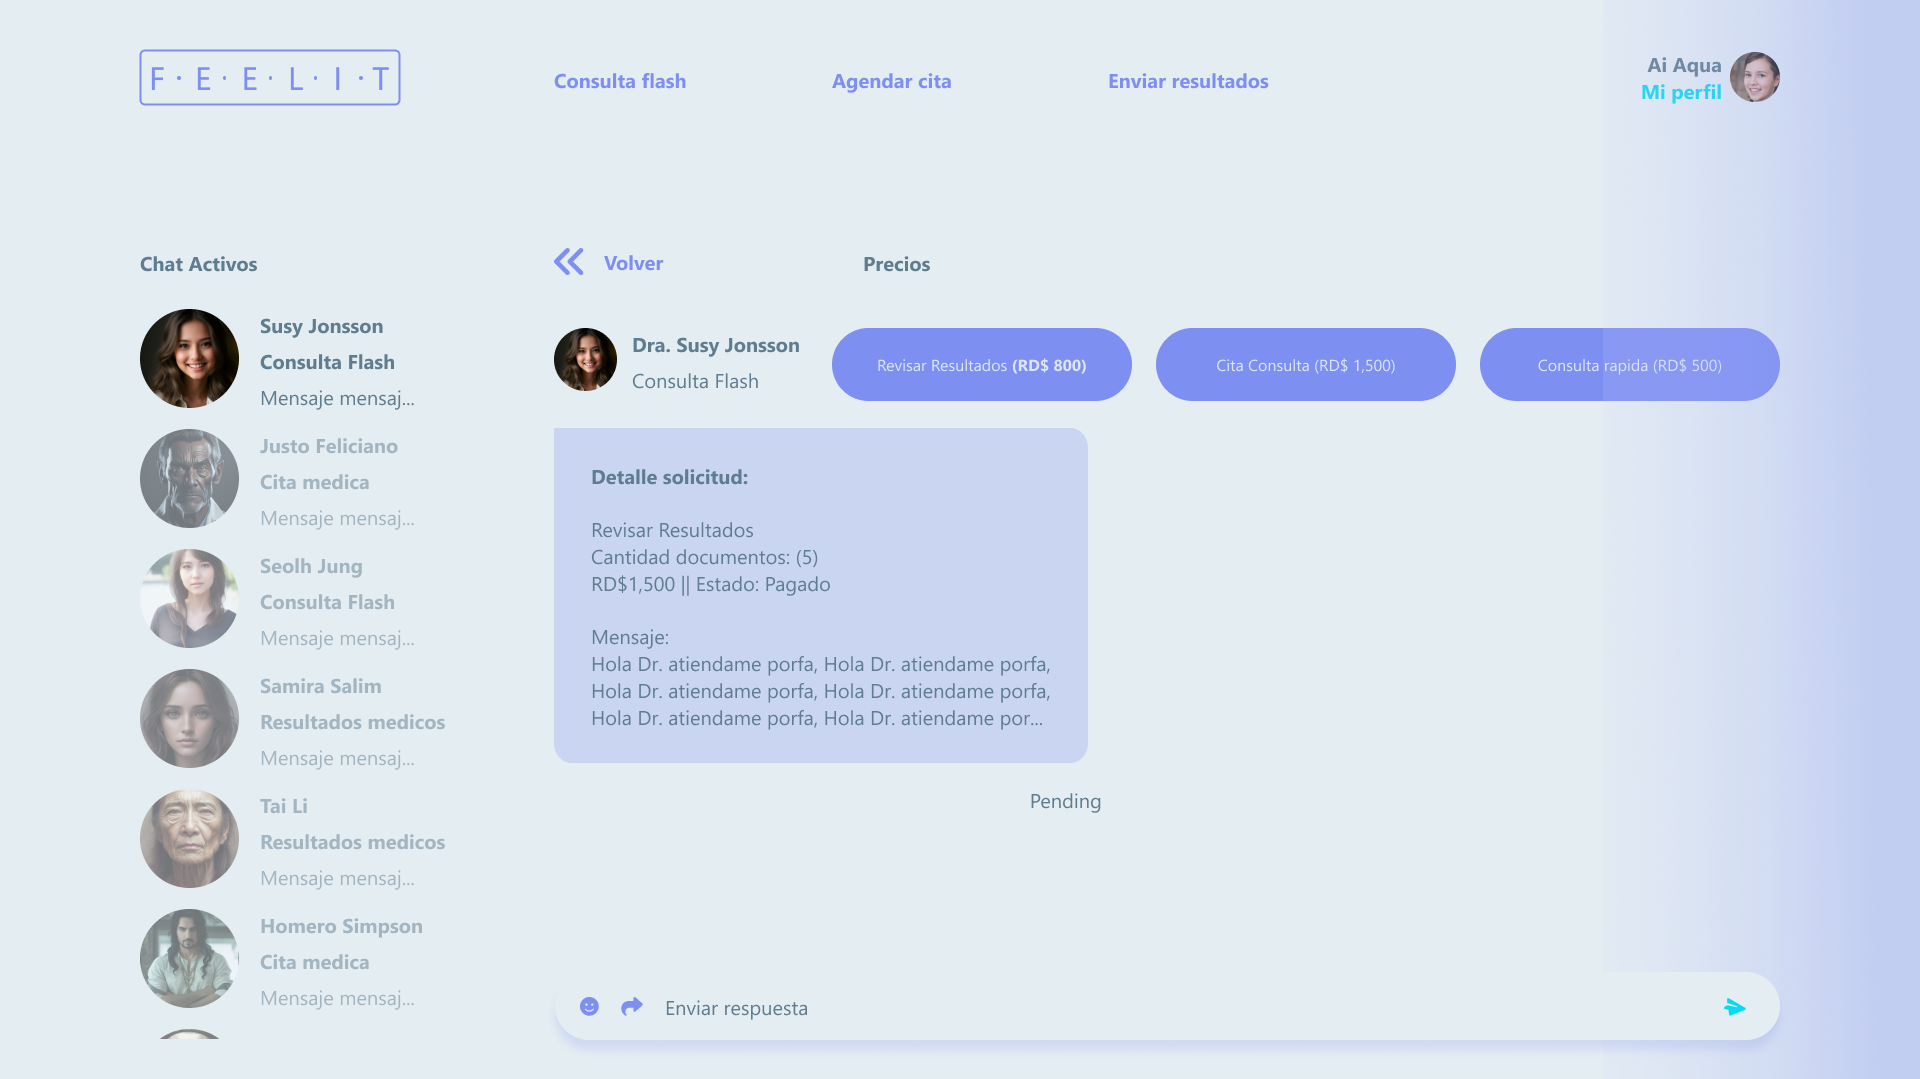 F·E·E·L·I·T
Consulta flash
Agendar cita
Enviar resultados
Ai Aqua
Mi perfil
Chat Activos
Susy Jonsson
Consulta Flash
Mensaje mensaj...
Justo Feliciano
Cita medica
Mensaje mensaj...
Seolh Jung
Consulta Flash
Mensaje mensaj...
Samira Salim
Resultados medicos
Mensaje mensaj...
Tai Li
Resultados medicos
Mensaje mensaj...
Homero Simpson
Cita medica
Mensaje mensaj...
Volver
Precios
Dra. Susy Jonsson
Consulta Flash
Revisar Resultados (RD$ 800)
Cita Consulta (RD$ 1,500)
Consulta rapida (RD$ 500)
Detalle solicitud:
Revisar Resultados
Cantidad documentos: (5)
RD$1,500 || Estado: Pagado
Mensaje:
Hola Dr. atiendame porfa, Hola Dr. atiendame porfa,
Hola Dr. atiendame porfa, Hola Dr. atiendame porfa,
Hola Dr. atiendame porfa, Hola Dr. atiendame por...
Pending
Enviar respuesta